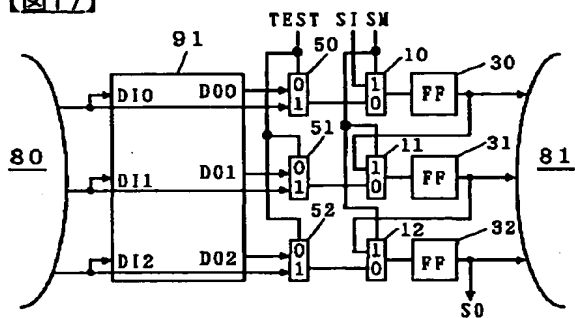 【図17】
TEST SI SM
91 50 10 30
DI0 DO0 0 1 1 0 FF
80 51 11 31 81
DI1 DO1 0 1 1 0 FF
52 12 32
DI2 DO2 0 1 1 0 FF
SO